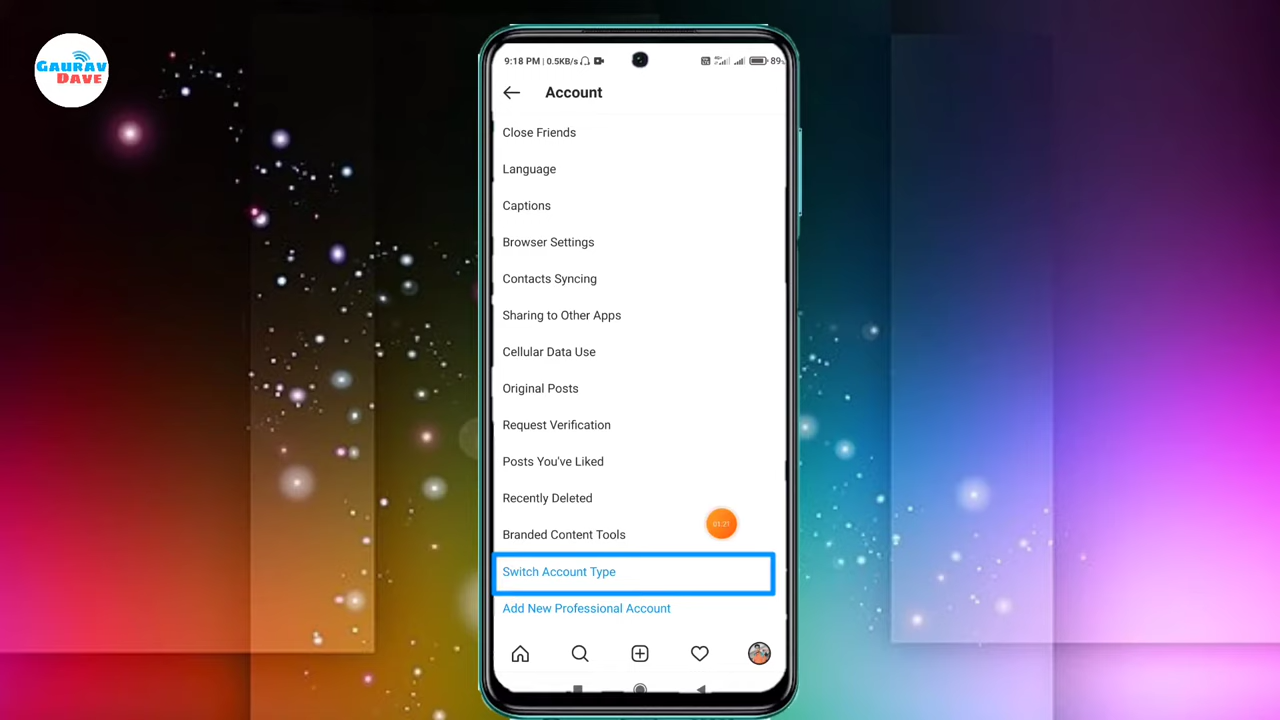 GAURAV
DAVE
9:18 PM | 0.5KB/s
89%
Account
Close Friends
Language
Captions
Browser Settings
Contacts Syncing
Sharing to Other Apps
Cellular Data Use
Original Posts
Request Verification
Posts You've Liked
Recently Deleted
01:21
Branded Content Tools
Switch Account Type
Add New Professional Account